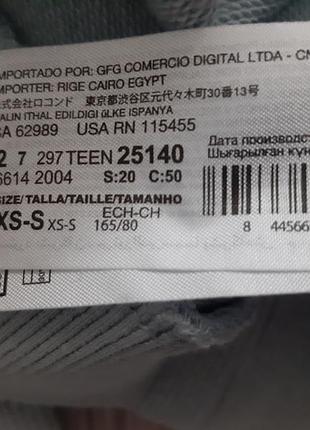 IMPORTADO POR: GFG COMERCIO DIGITAL LTDA - CN
IMPORTER: RIGE CAIRO EGYPT
株式会社ロコンド 東京都渋谷区元代々木町30番13号
ITHAL EDILDIGI ÜLKE ISPANYA
CA 62989 USA RN 115455
2 7 297 TEEN 25140
6614 2004 S:20 C:50
SIZE/TALLA/TAILLE/TAMANHO
XS-S XS-S ECH-CH
165/80
Дата производст
Шығарылған күн
8 44566